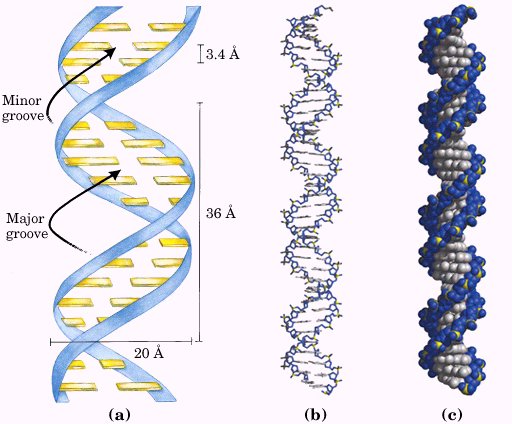 3.4 Å
Minor
groove
36 Å
Major
groove
20 Å
(a)
(b)
(c)